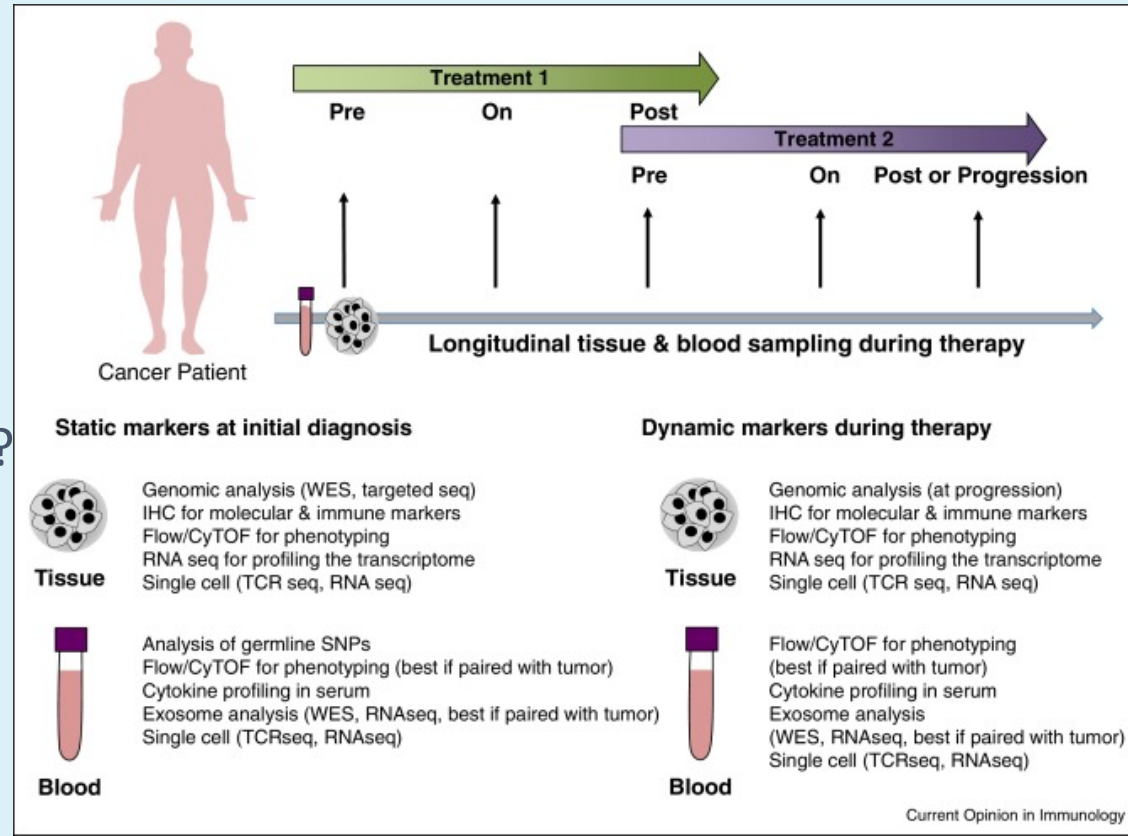 Treatment 1
Pre On Post
Treatment 2
Pre On Post or Progression
Longitudinal tissue & blood sampling during therapy
Cancer Patient
?
Static markers at initial diagnosis
Tissue
Genomic analysis (WES, targeted seq)
IHC for molecular & immune markers
Flow/CyTOF for phenotyping
RNA seq for profiling the transcriptome
Single cell (TCR seq, RNA seq)
Blood
Analysis of germline SNPs
Flow/CyTOF for phenotyping (best if paired with tumor)
Cytokine profiling in serum
Exosome analysis (WES, RNAseq, best if paired with tumor)
Single cell (TCRseq, RNAseq)
Dynamic markers during therapy
Tissue
Genomic analysis (at progression)
IHC for molecular & immune markers
Flow/CyTOF for phenotyping
RNA seq for profiling the transcriptome
Single cell (TCR seq, RNA seq)
Blood
Flow/CyTOF for phenotyping
(best if paired with tumor)
Cytokine profiling in serum
Exosome analysis
(WES, RNAseq, best if paired with tumor)
Single cell (TCRseq, RNAseq)
Current Opinion in Immunology